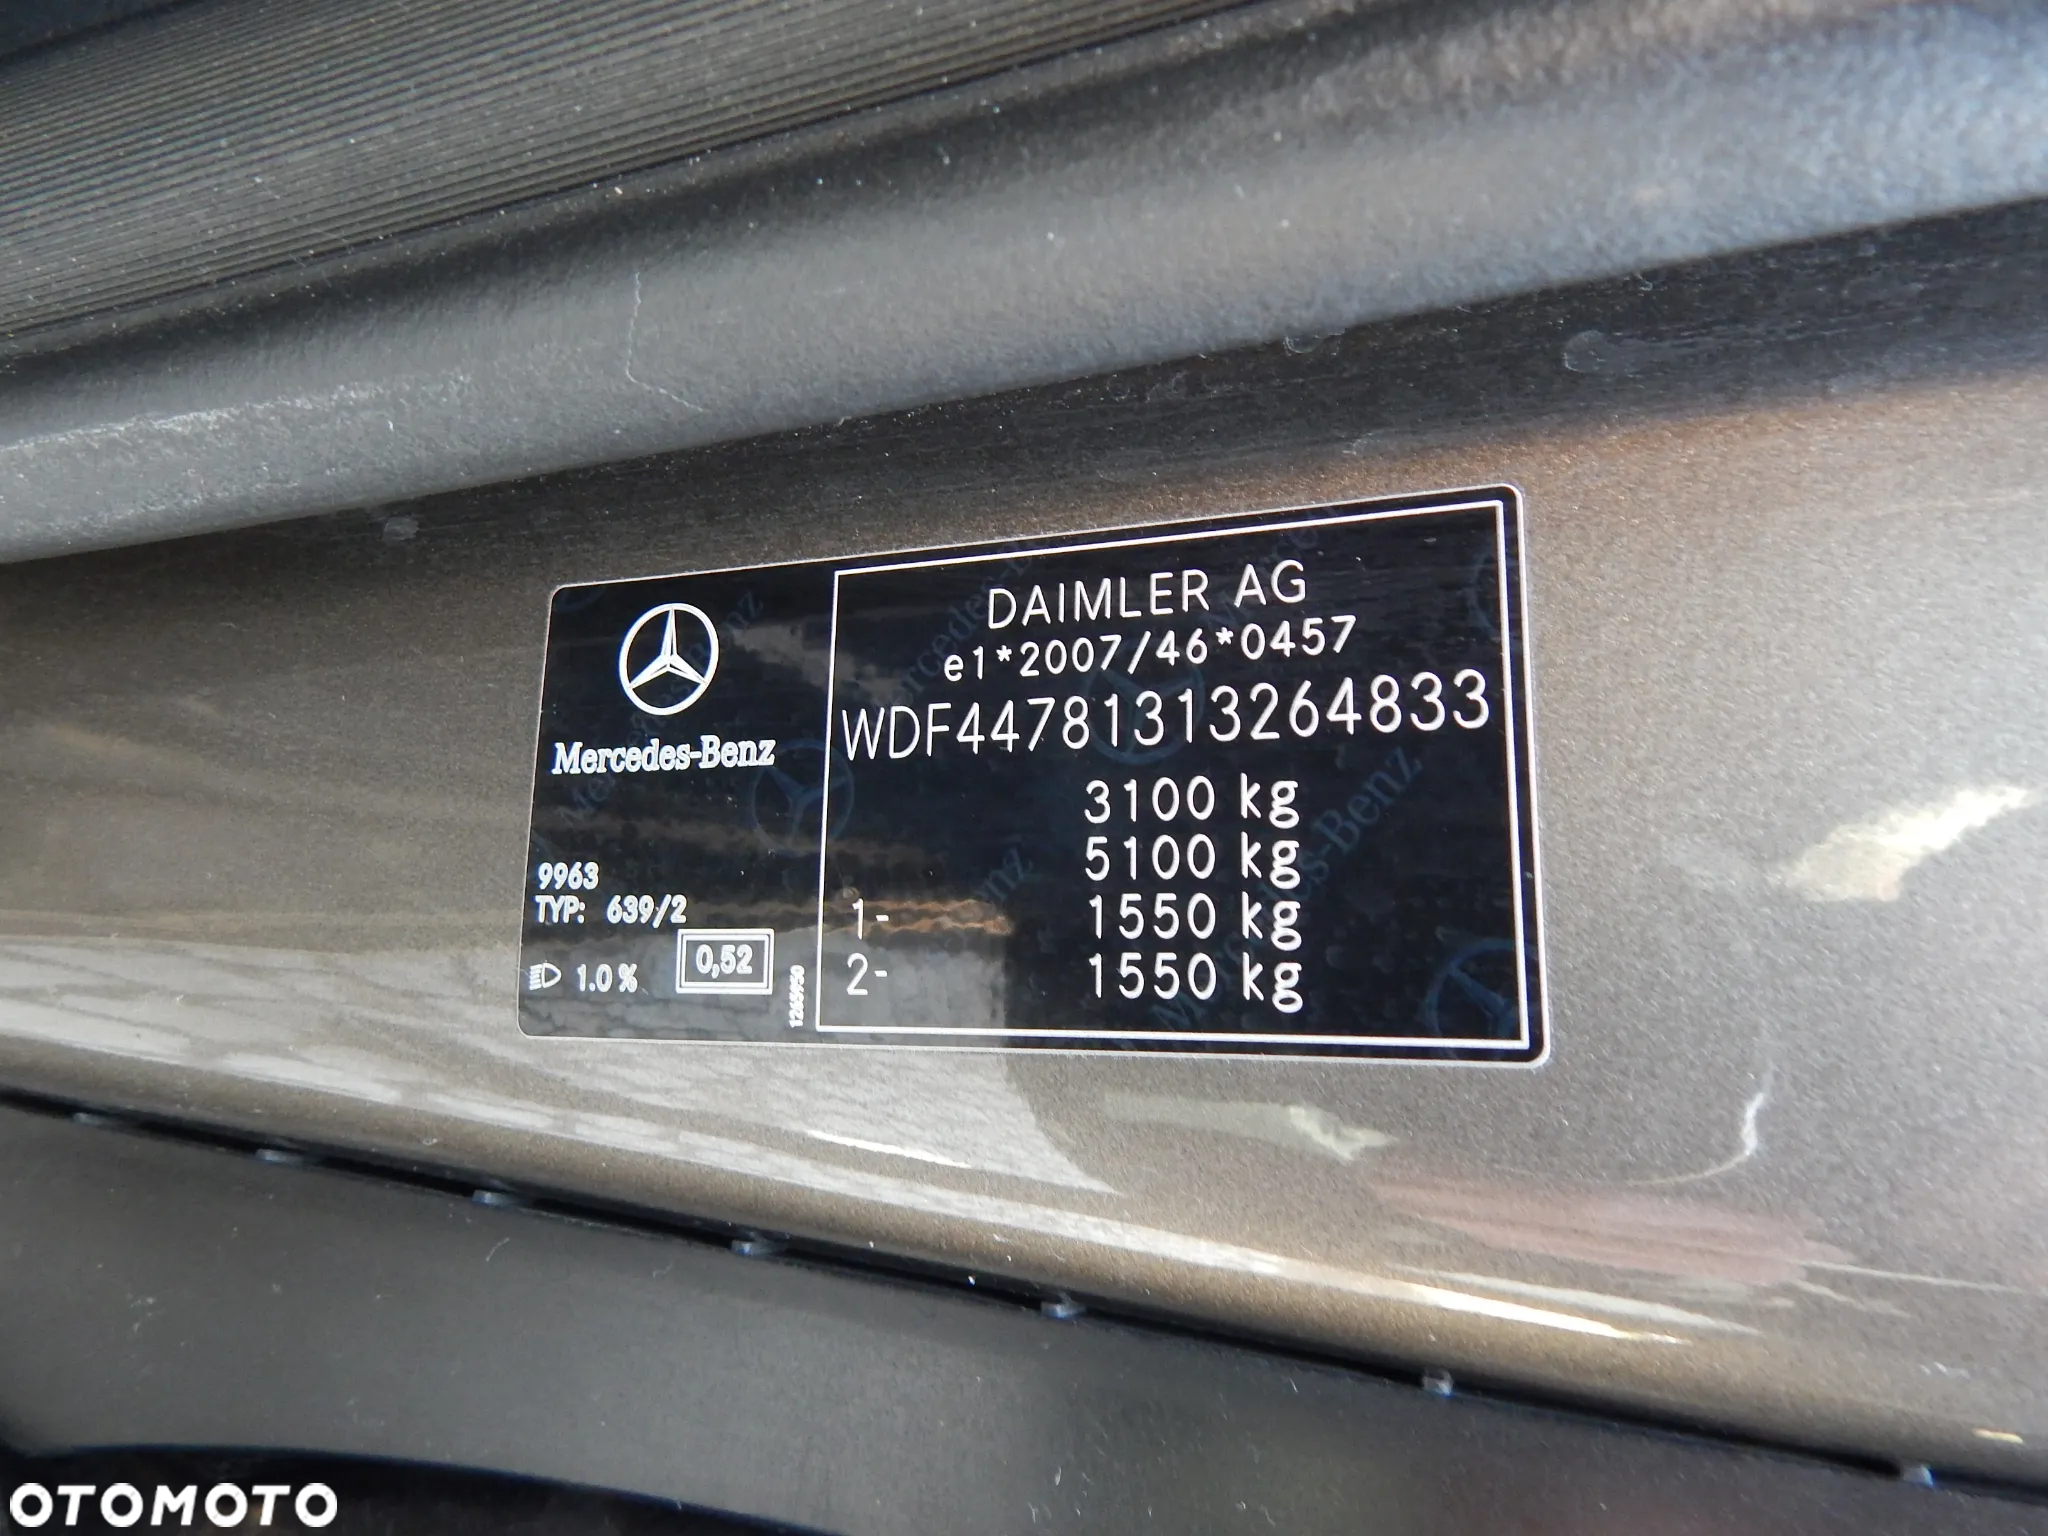 Mercedes-Benz
9963
TYP: 639/2
1.0 % 0,52
1265950
DAIMLER AG
e1*2007/46*0457
WDF44781313264833
3100 kg
5100 kg
1- 1550 kg
2- 1550 kg
OTOMOTO